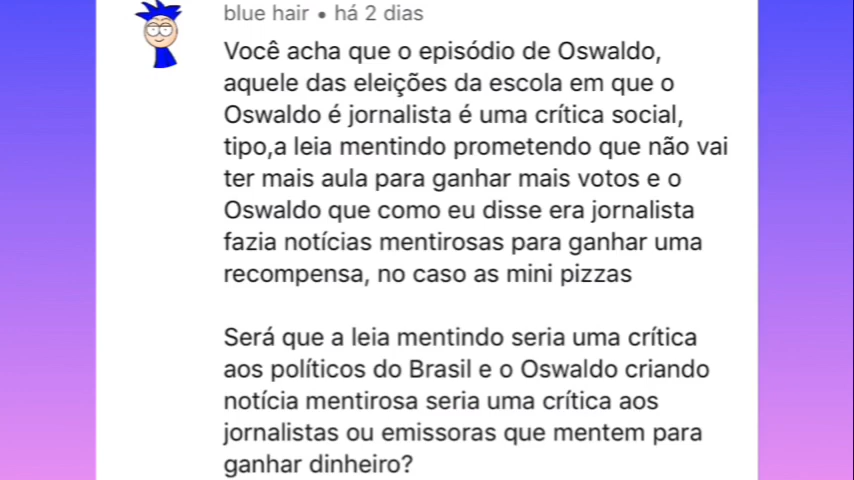 blue hair • há 2 dias
Você acha que o episódio de Oswaldo,
aquele das eleições da escola em que o
Oswaldo é jornalista é uma crítica social,
tipo,a leia mentindo prometendo que não vai
ter mais aula para ganhar mais votos e o
Oswaldo que como eu disse era jornalista
fazia notícias mentirosas para ganhar uma
recompensa, no caso as mini pizzas
Será que a leia mentindo seria uma crítica
aos políticos do Brasil e o Oswaldo criando
notícia mentirosa seria uma crítica aos
jornalistas ou emissoras que mentem para
ganhar dinheiro?